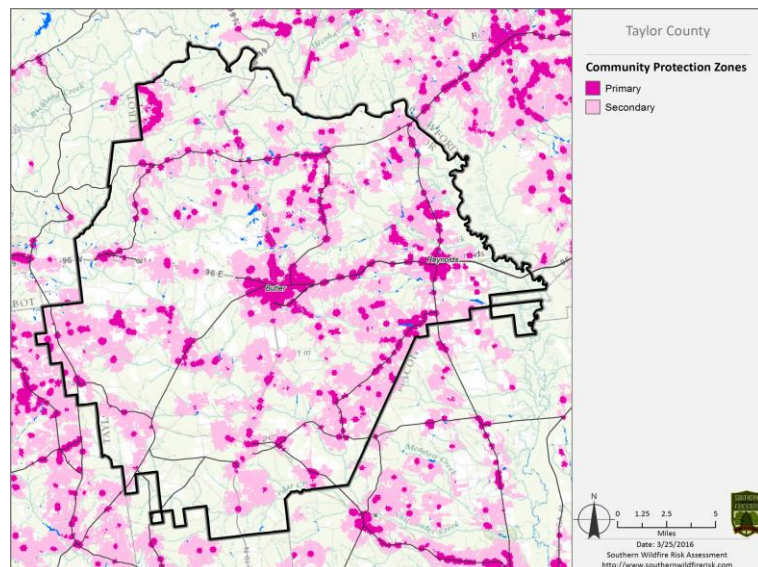 Taylor County
Community Protection Zones
Primary
Secondary
96 W
96 E
Butler
Reynolds
N
0 1.25 2.5 5
Miles
Date: 3/25/2016
Southern Wildfire Risk Assessment
http://www.southernwildfirerisk.com